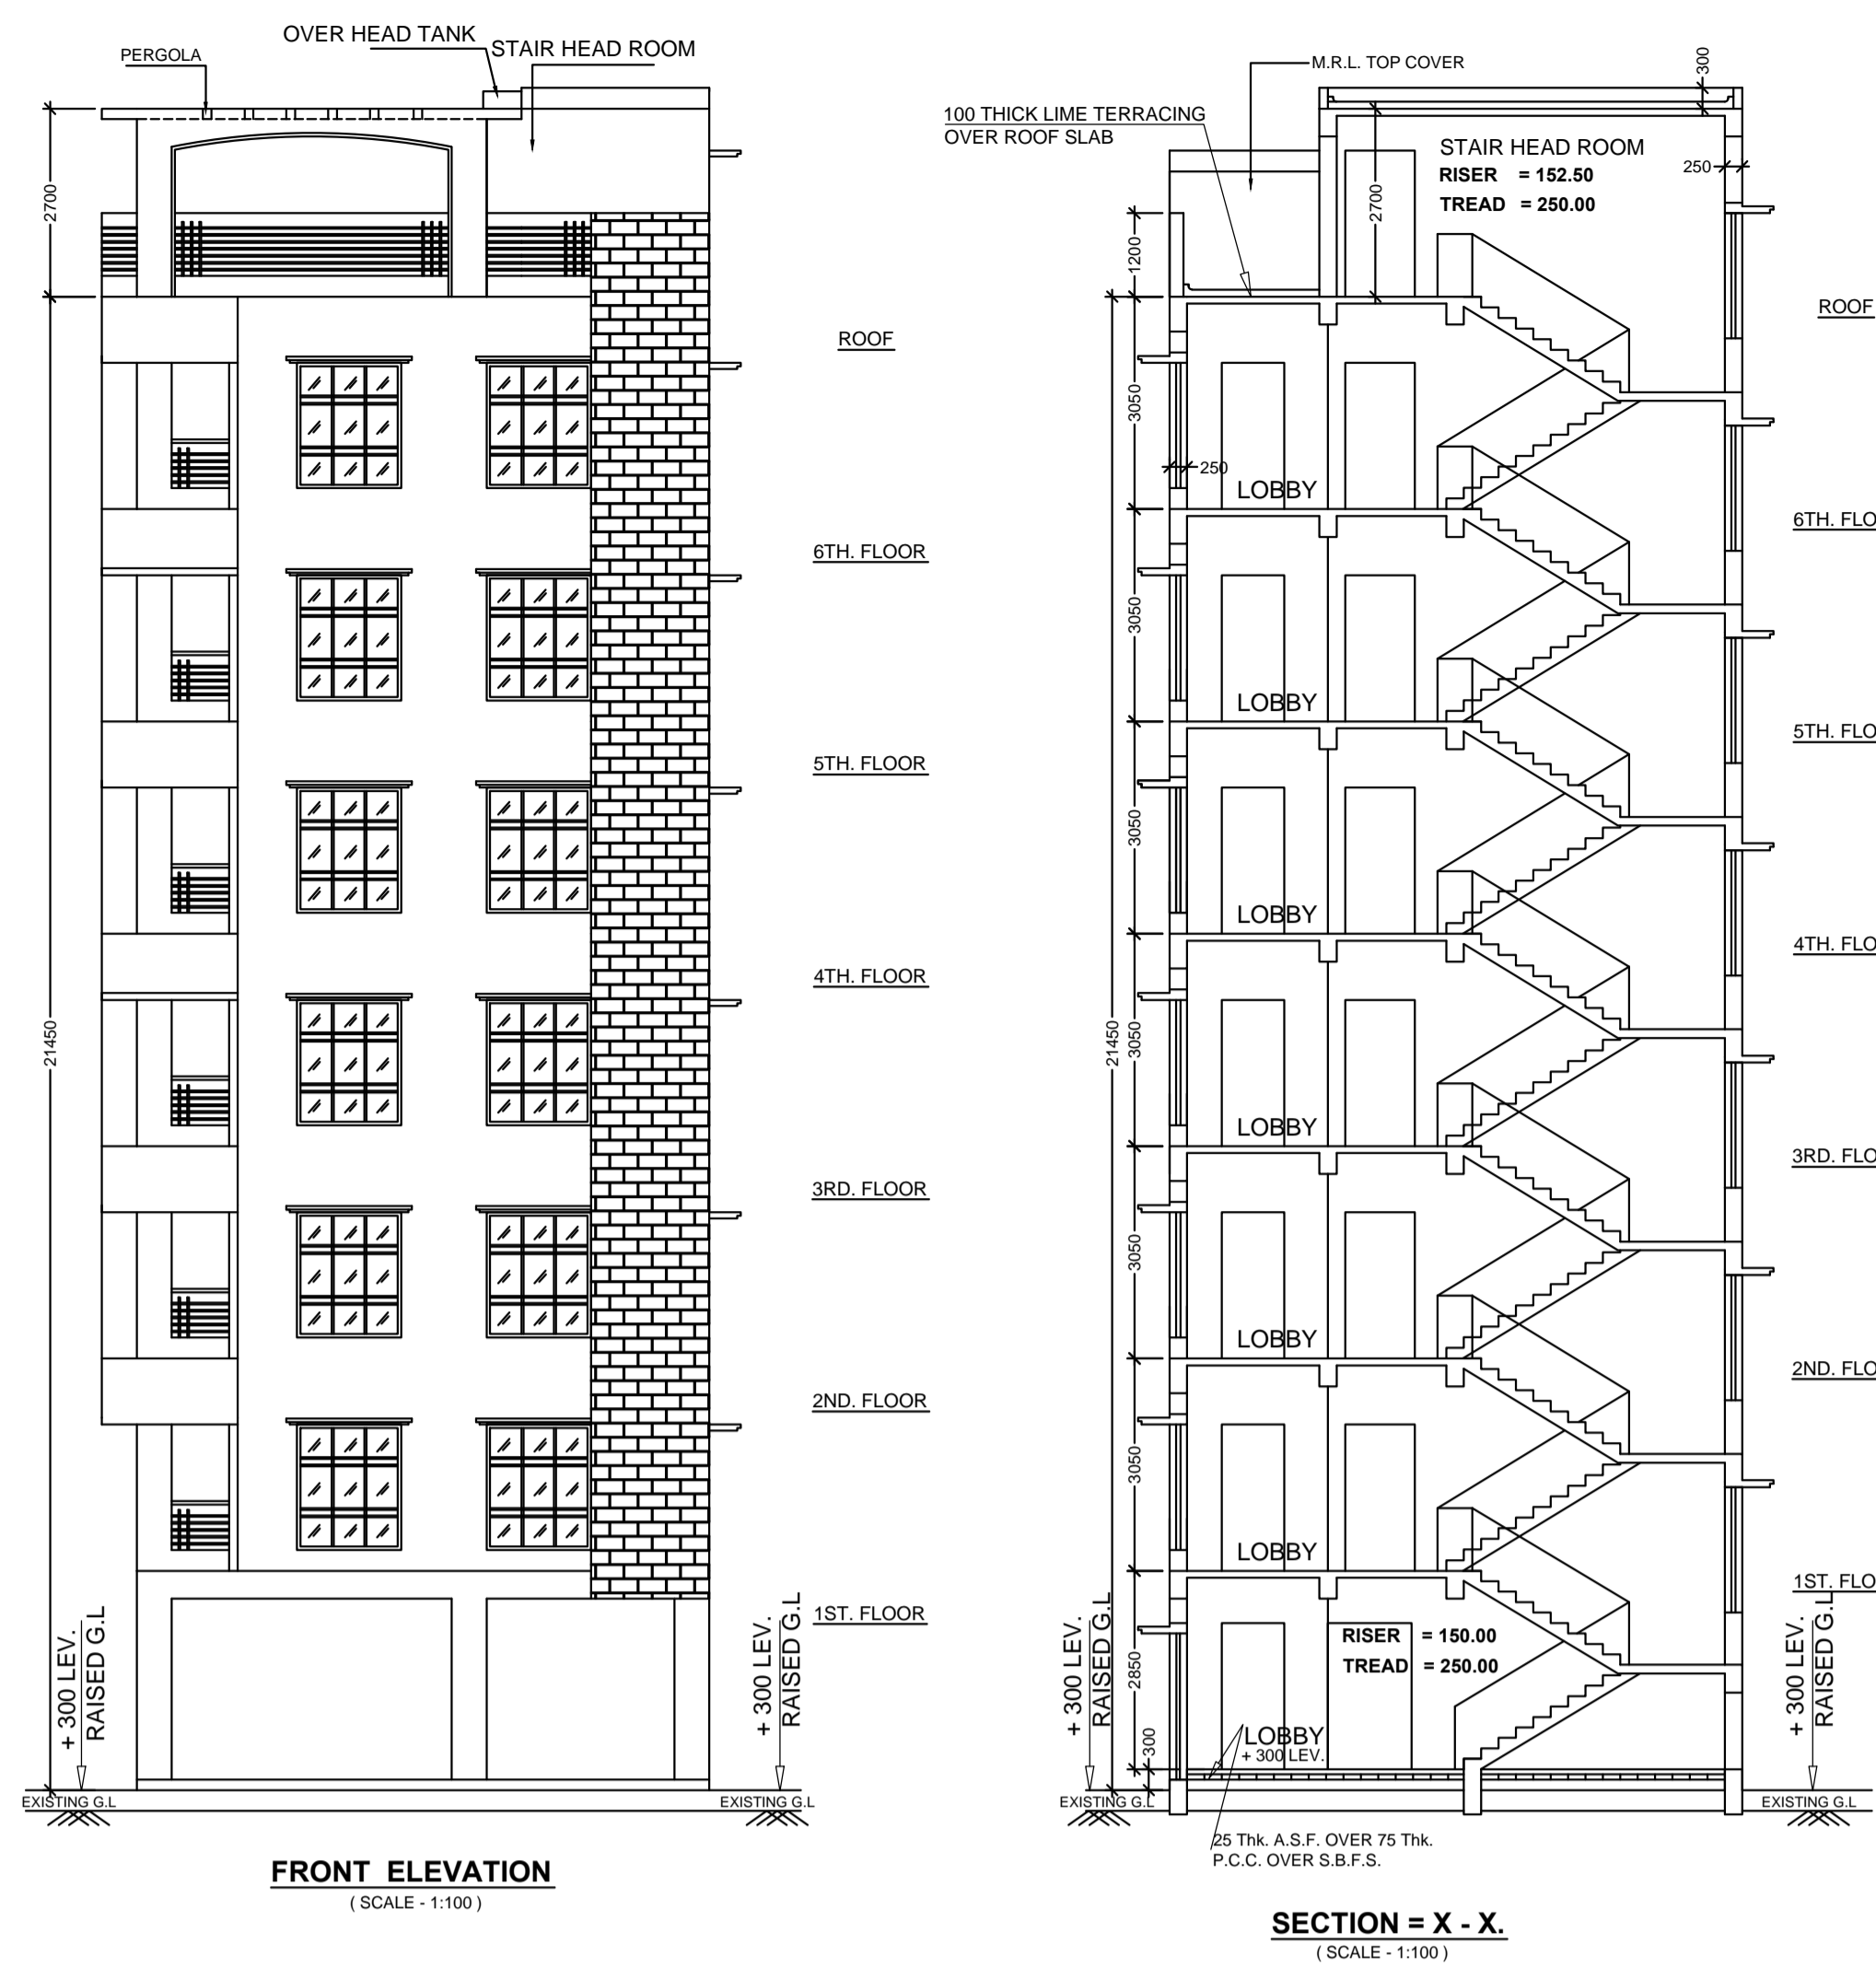 OVER HEAD TANK
STAIR HEAD ROOM
PERGOLA
2700
21450
ROOF
6TH. FLOOR
5TH. FLOOR
4TH. FLOOR
3RD. FLOOR
2ND. FLOOR
1ST. FLOOR
+ 300 LEV.
RAISED G.L
+ 300 LEV.
RAISED G.L
EXISTING G.L
EXISTING G.L
FRONT ELEVATION
( SCALE - 1:100 )
M.R.L. TOP COVER
300
100 THICK LIME TERRACING
OVER ROOF SLAB
STAIR HEAD ROOM
RISER = 152.50
TREAD = 250.00
250
2700
1200
ROOF
3050
250
LOBBY
6TH. FLO
3050
LOBBY
5TH. FLO
3050
LOBBY
4TH. FLO
21450
3050
LOBBY
3RD. FLO
3050
LOBBY
2ND. FLO
3050
LOBBY
1ST. FLO
RISER = 150.00
TREAD = 250.00
2850
300
LOBBY
+ 300 LEV.
+ 300 LEV.
RAISED G.L
+ 300 LEV.
RAISED G.L
EXISTING G.L
EXISTING G.L
25 Thk. A.S.F. OVER 75 Thk.
P.C.C. OVER S.B.F.S.
SECTION = X - X.
( SCALE - 1:100 )